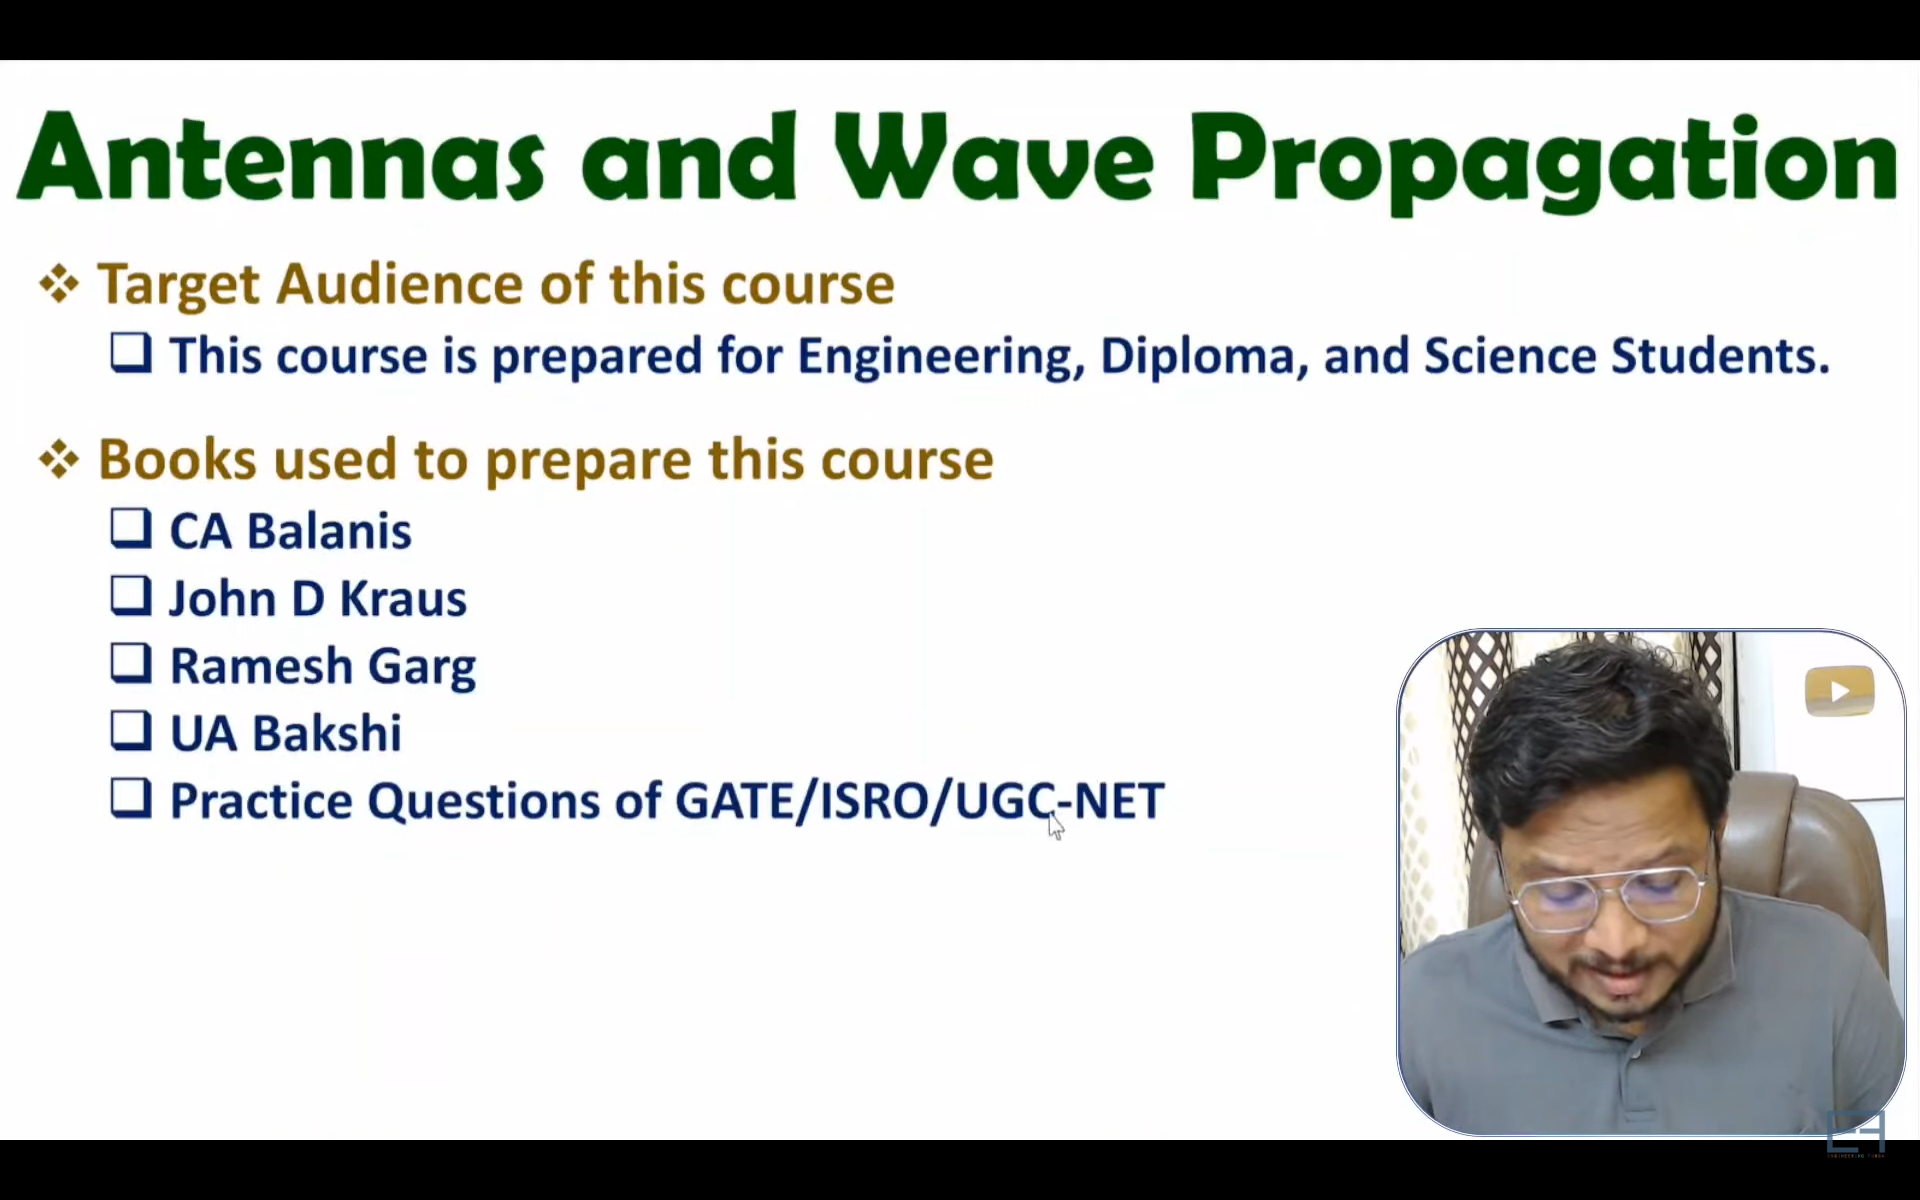 Antennas and Wave Propagation
Target Audience of this course
This course is prepared for Engineering, Diploma, and Science Students.
Books used to prepare this course
CA Balanis
John D Kraus
Ramesh Garg
UA Bakshi
Practice Questions of GATE/ISRO/UGC-NET
ENGINEERING FUNDA